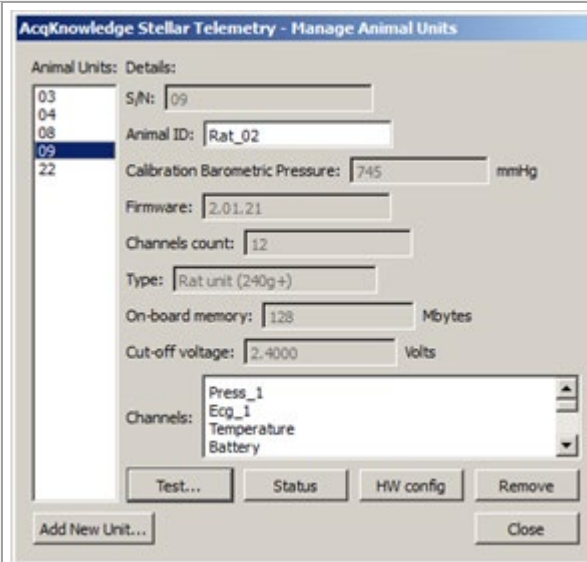 AcqKnowledge Stellar Telemetry - Manage Animal Units
Animal Units: Details:
03
04
08
09
22
S/N: 09
Animal ID: Rat_02
Calibration Barometric Pressure: 745 mmHg
Firmware: 2.01.21
Channels count: 12
Type: Rat unit (240g+)
On-board memory: 128 Mbytes
Cut-off voltage: 2.4000 Volts
Channels:
Press_1
Ecg_1
Temperature
Battery
Test... Status HW config Remove
Add New Unit... Close